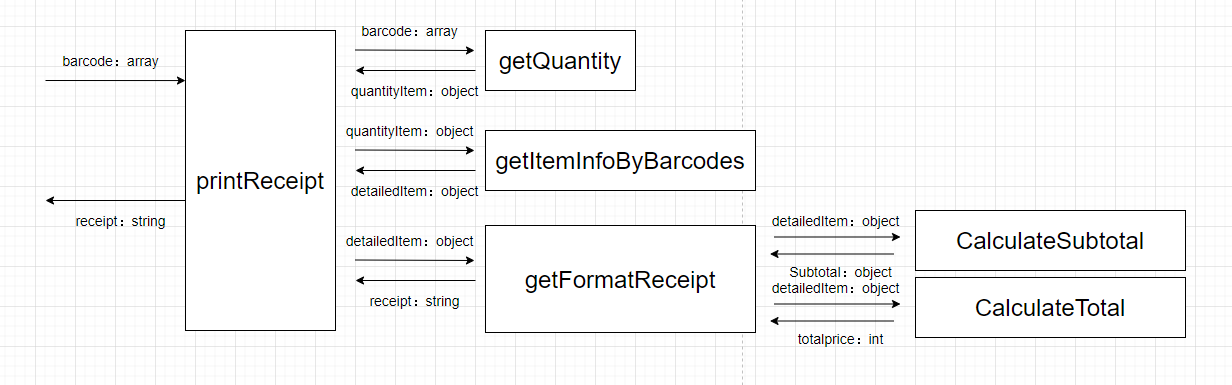 barcode：array
printReceipt
receipt：string
barcode：array
getQuantity
quantityItem：object
quantityItem：object
getItemInfoByBarcodes
detailedItem：object
detailedItem：object
getFormatReceipt
receipt：string
detailedItem：object
CalculateSubtotal
Subtotal：object
detailedItem：object
CalculateTotal
totalprice：int